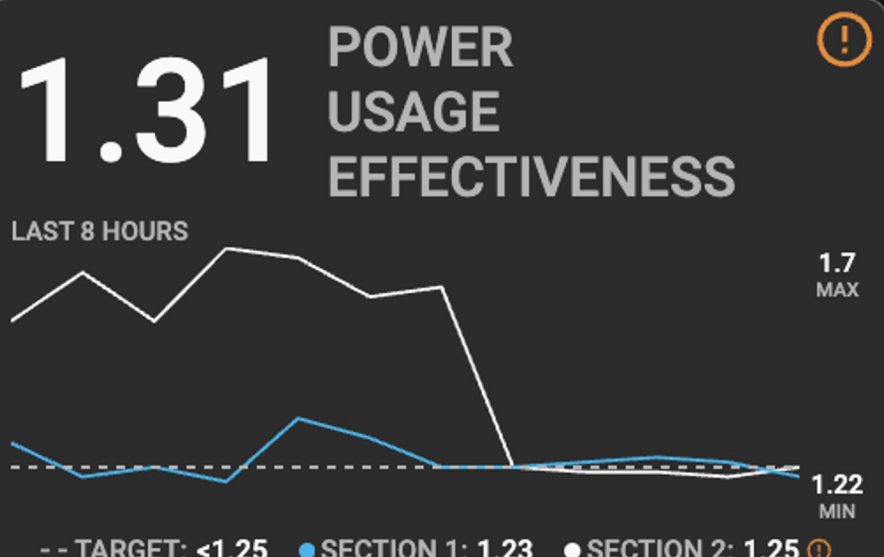 1.31
POWER
USAGE
EFFECTIVENESS
LAST 8 HOURS
1.7
MAX
1.22
MIN
-- TARGET: <1.25 SECTION 1: 1.23 SECTION 2: 1.25